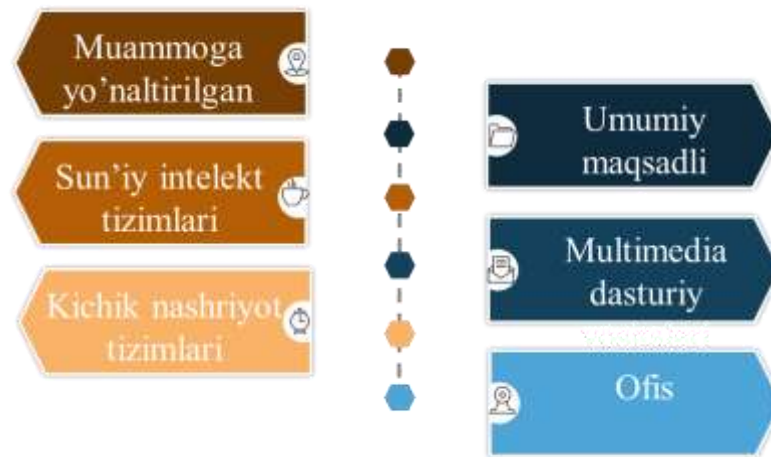 Muammoga
yo’naltirilgan
Umumiy
maqsadli
Sun’iy intelekt
tizimlari
Multimedia
dasturiy
Kichik nashriyot
tizimlari
Ofis